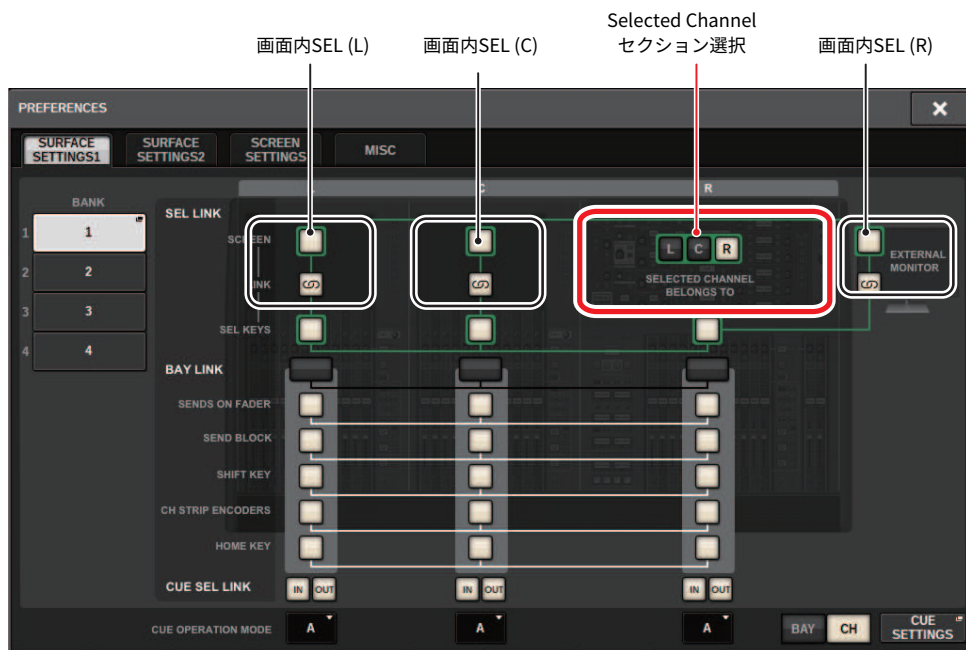 Selected Channel
セクション選択
画面内SEL (L)
画面内SEL (C)
画面内SEL (R)
PREFERENCES
SURFACE
SETTINGS1
SURFACE
SETTINGS2
SCREEN
SETTINGS
MISC
C
R
BANK
1 1
2 2
3 3
4 4
SEL LINK
SCREEN
LINK
L C R
SELECTED CHANNEL
BELONGS TO
EXTERNAL
MONITOR
SEL KEYS
BAY LINK
SENDS ON FADER
SEND BLOCK
SHIFT KEY
CH STRIP ENCODERS
HOME KEY
CUE SEL LINK
IN OUT
IN OUT
IN OUT
CUE OPERATION MODE
A
A
A
BAY CH
CUE
SETTINGS